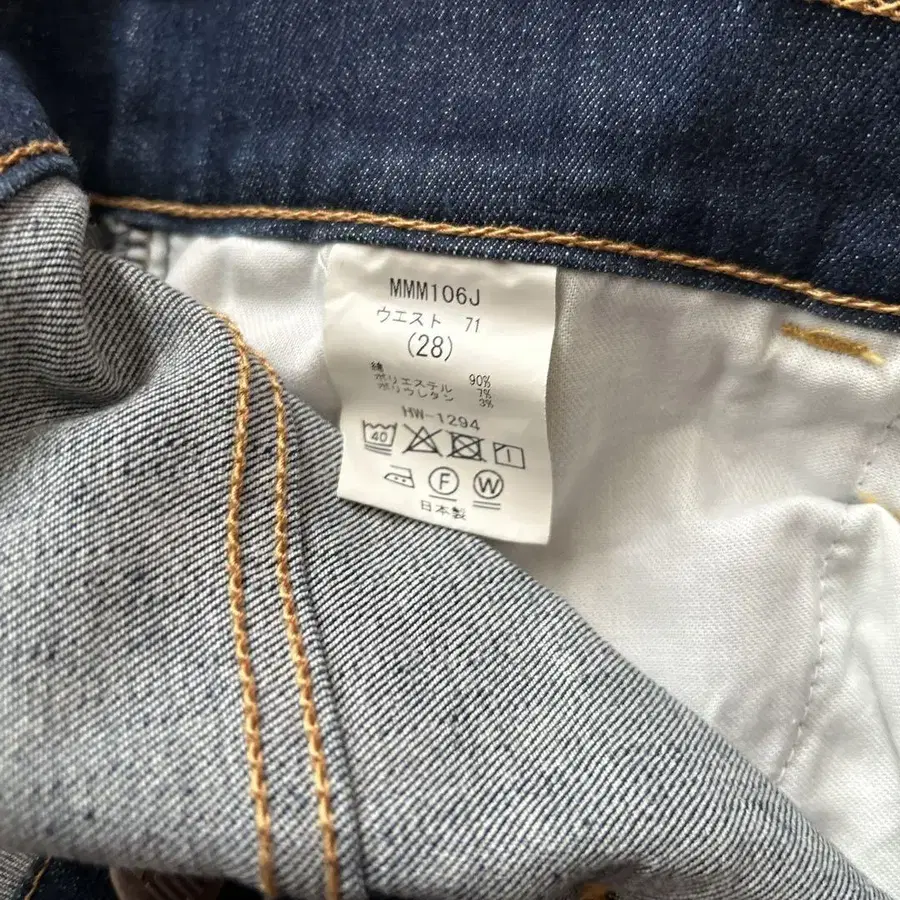 MMM106J
ウエスト 71
(28)
綿 90%
ポリエステル 7%
ポリウレタン 3%
HW-1294
40
F W
日本製